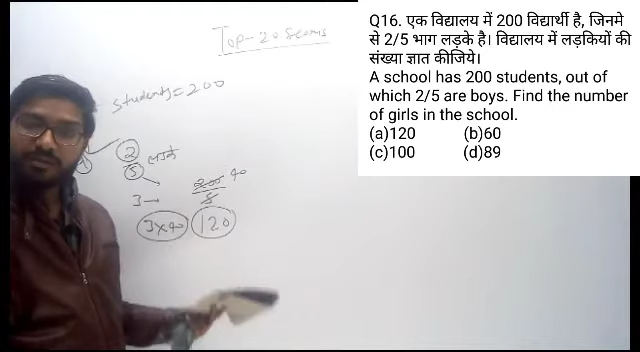 Top-20 Seems
Students = 200
2
5
लड़के
3 →
200 40
5
3×40
120
Q16. एक विद्यालय में 200 विद्यार्थी है, जिनमे
से 2/5 भाग लड़के है। विद्यालय में लड़कियों की
संख्या ज्ञात कीजिये।
A school has 200 students, out of
which 2/5 are boys. Find the number
of girls in the school.
(a)120 (b)60
(c)100 (d)89